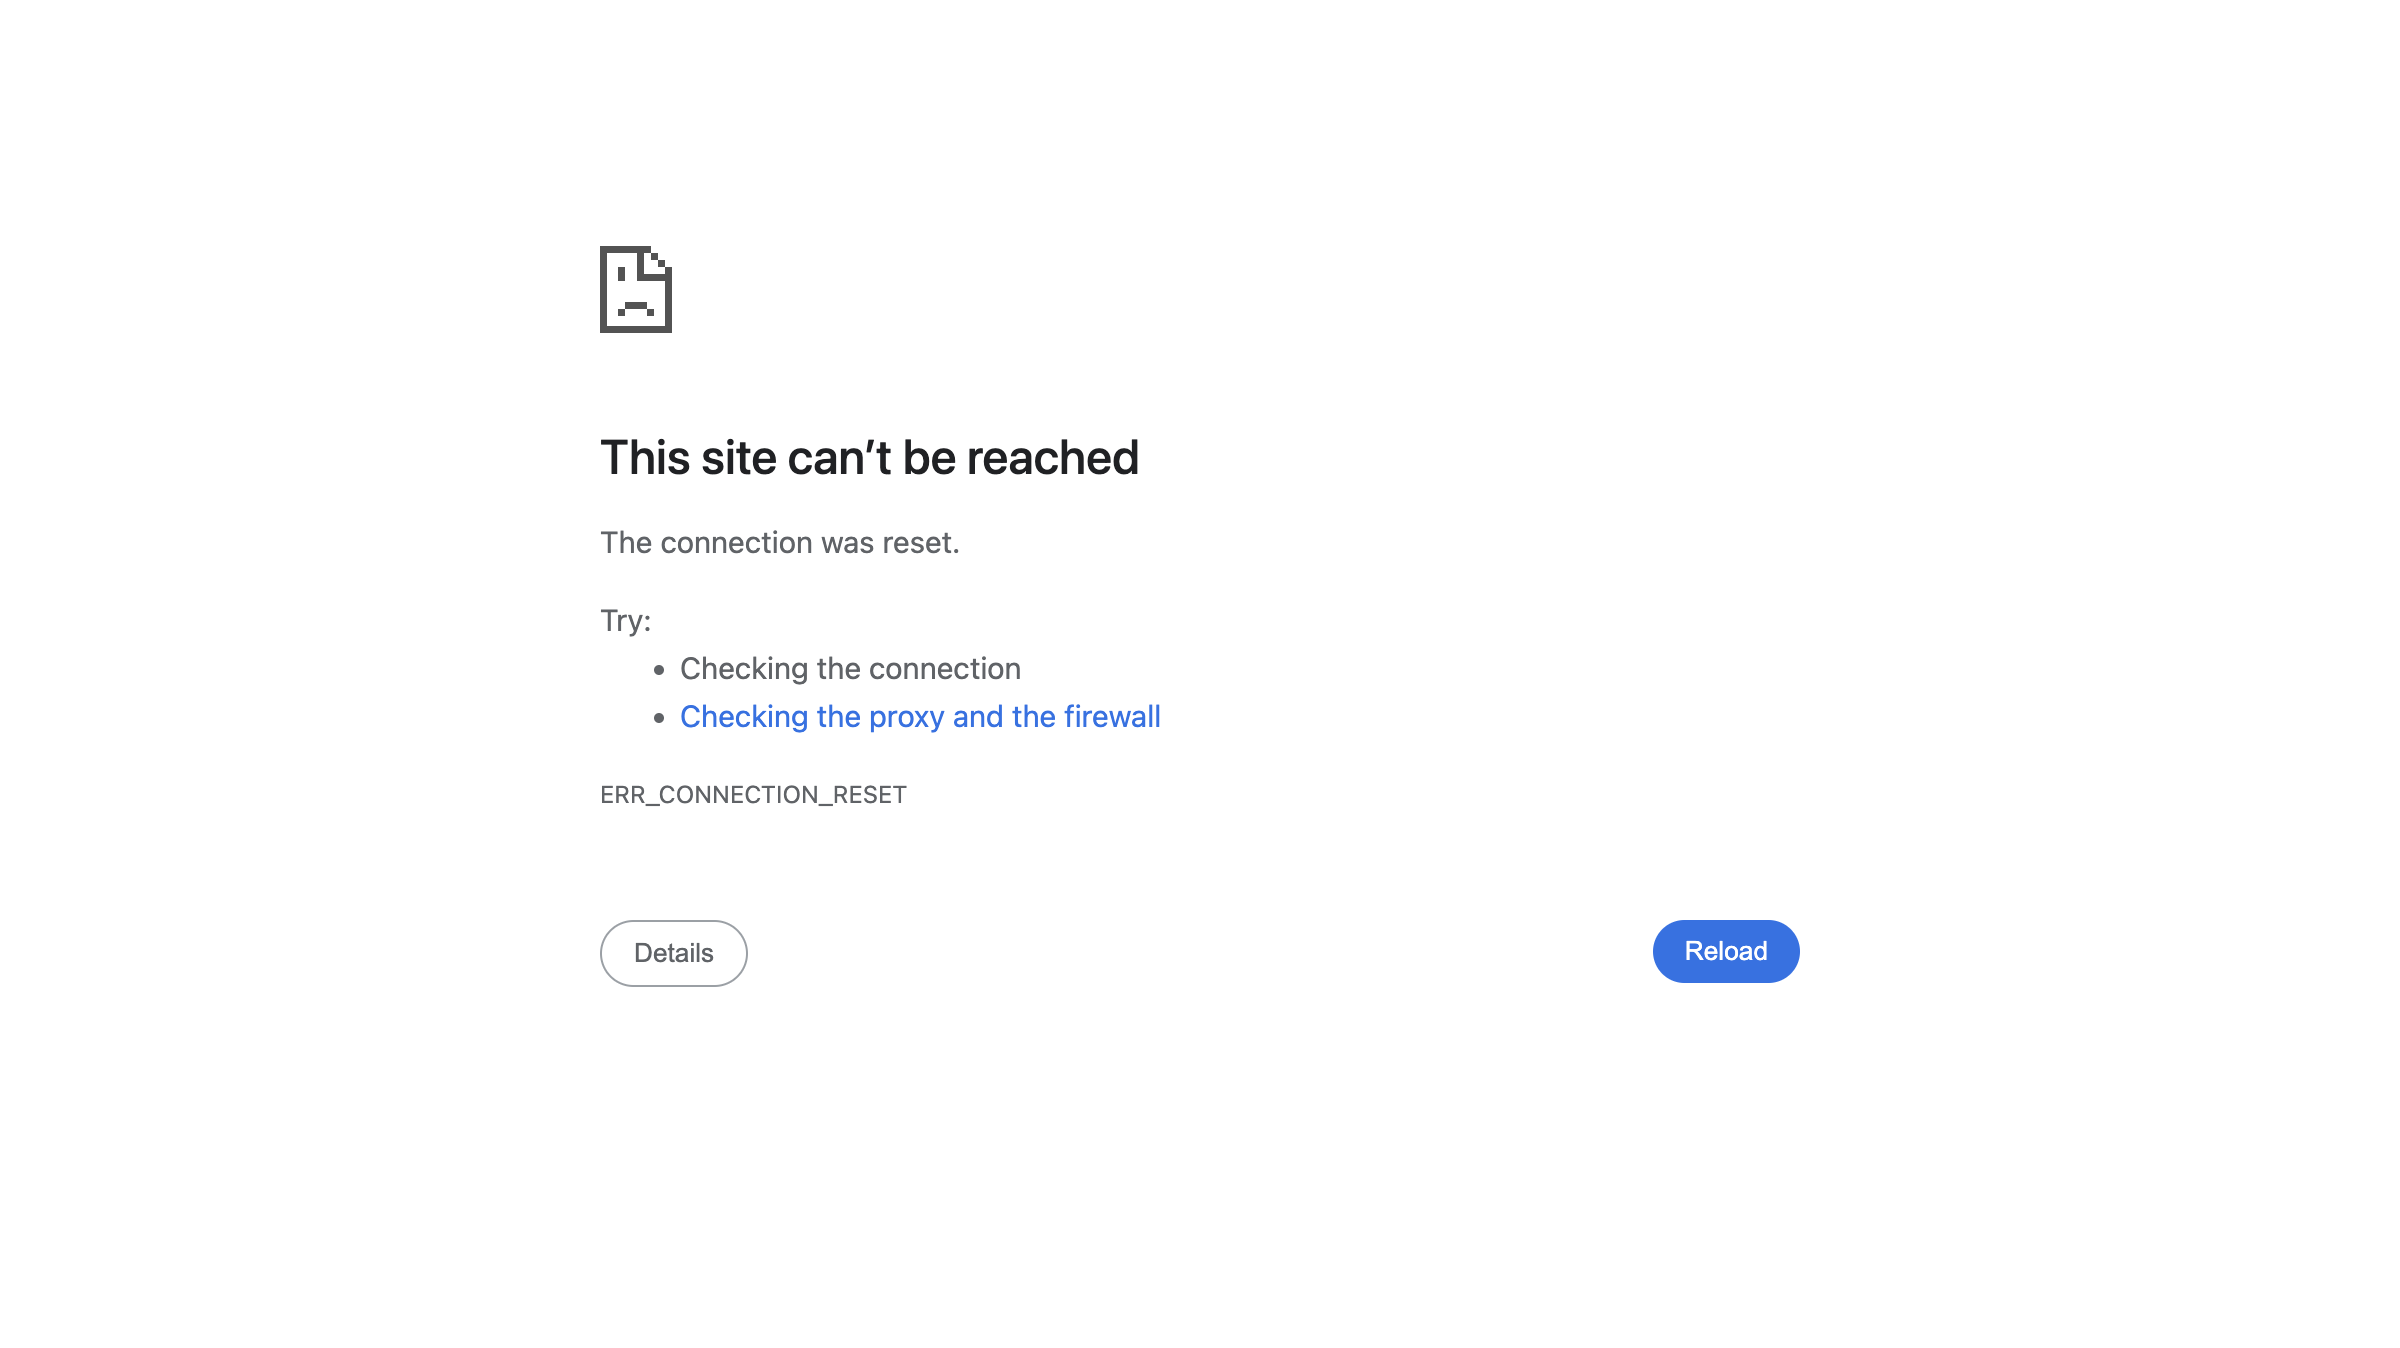 This site can’t be reached
The connection was reset.
Try:
Checking the connection
Checking the proxy and the firewall
ERR_CONNECTION_RESET
Details
Reload